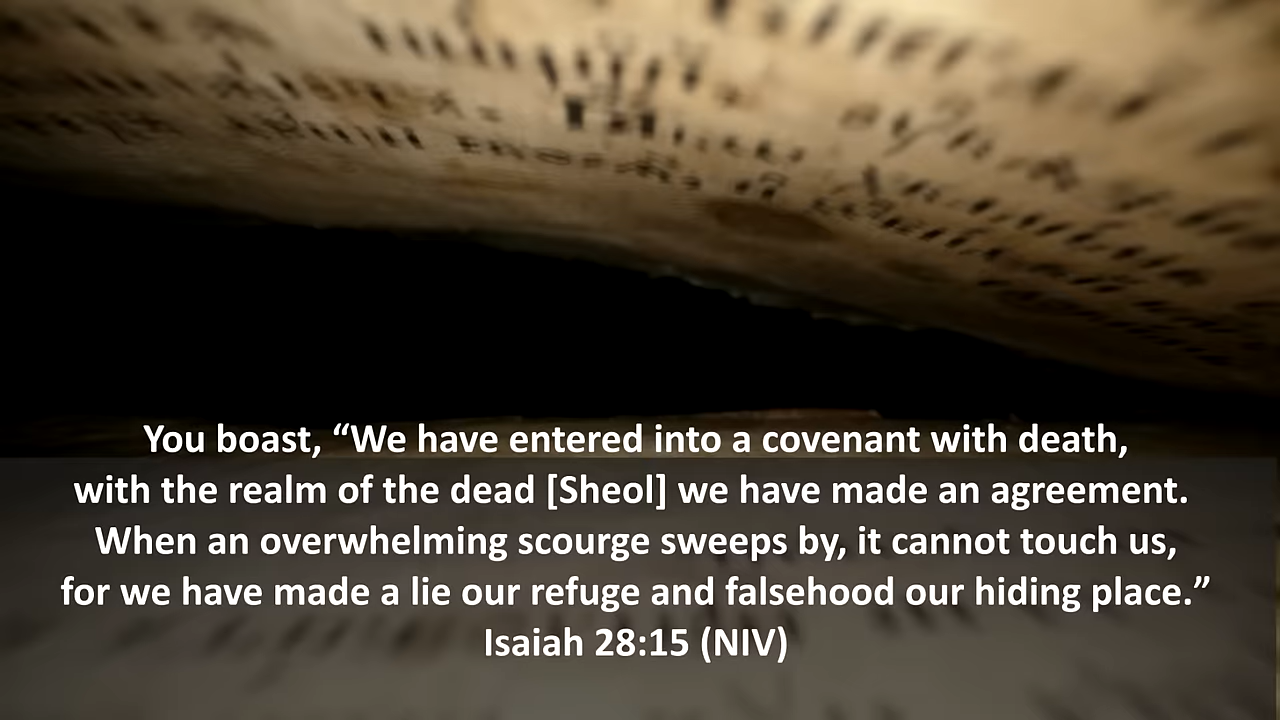 You boast, “We have entered into a covenant with death,
with the realm of the dead [Sheol] we have made an agreement.
When an overwhelming scourge sweeps by, it cannot touch us,
for we have made a lie our refuge and falsehood our hiding place.”
Isaiah 28:15 (NIV)